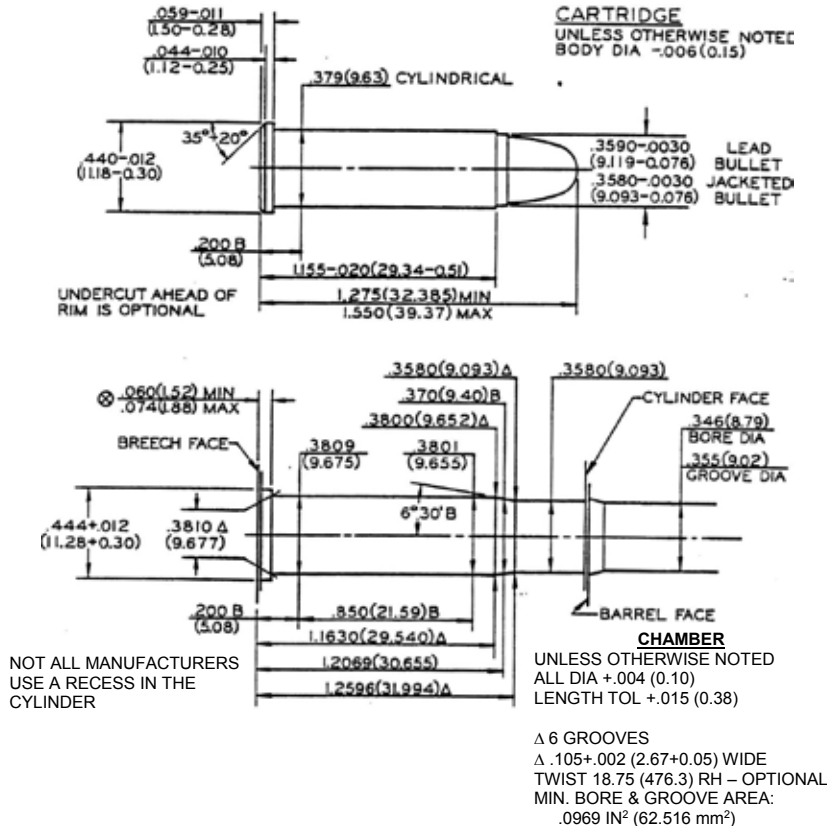 CARTRIDGE
UNLESS OTHERWISE NOTED
BODY DIA -.006(0.15)
.059-.011
(1.50-0.28)
.044-.010
(1.12-0.25)
.379(9.63) CYLINDRICAL
35°+20°
.440-.012
(11.18-0.30)
.3590-.0030 LEAD
(9.119-0.076) BULLET
.3580-.0030 JACKETED
(9.093-0.076) BULLET
.200 B
(5.08)
1.155-.020(29.34-0.51)
1.275(32.385)MIN
1.550(39.37) MAX
UNDERCUT AHEAD OF
RIM IS OPTIONAL
.3580(9.093)Δ
.3580(9.093)
⊗ .060(1.52) MIN
.074(1.88) MAX
.370(9.40)B
.3800(9.652)Δ
CYLINDER FACE
.346(8.79)
BORE DIA
BREECH FACE
.3809
(9.675)
.3801
(9.655)
.355(9.02)
GROOVE DIA
6°30'B
.444+.012
(11.28+0.30)
.3810 Δ
(9.677)
.200 B
(5.08)
.850(21.59)B
BARREL FACE
1.1630(29.540)Δ
1.2069(30.655)
1.2596(31.994)Δ
NOT ALL MANUFACTURERS
USE A RECESS IN THE
CYLINDER
CHAMBER
UNLESS OTHERWISE NOTED
ALL DIA +.004 (0.10)
LENGTH TOL +.015 (0.38)
Δ 6 GROOVES
Δ .105+.002 (2.67+0.05) WIDE
TWIST 18.75 (476.3) RH – OPTIONAL
MIN. BORE & GROOVE AREA:
.0969 IN² (62.516 mm²)